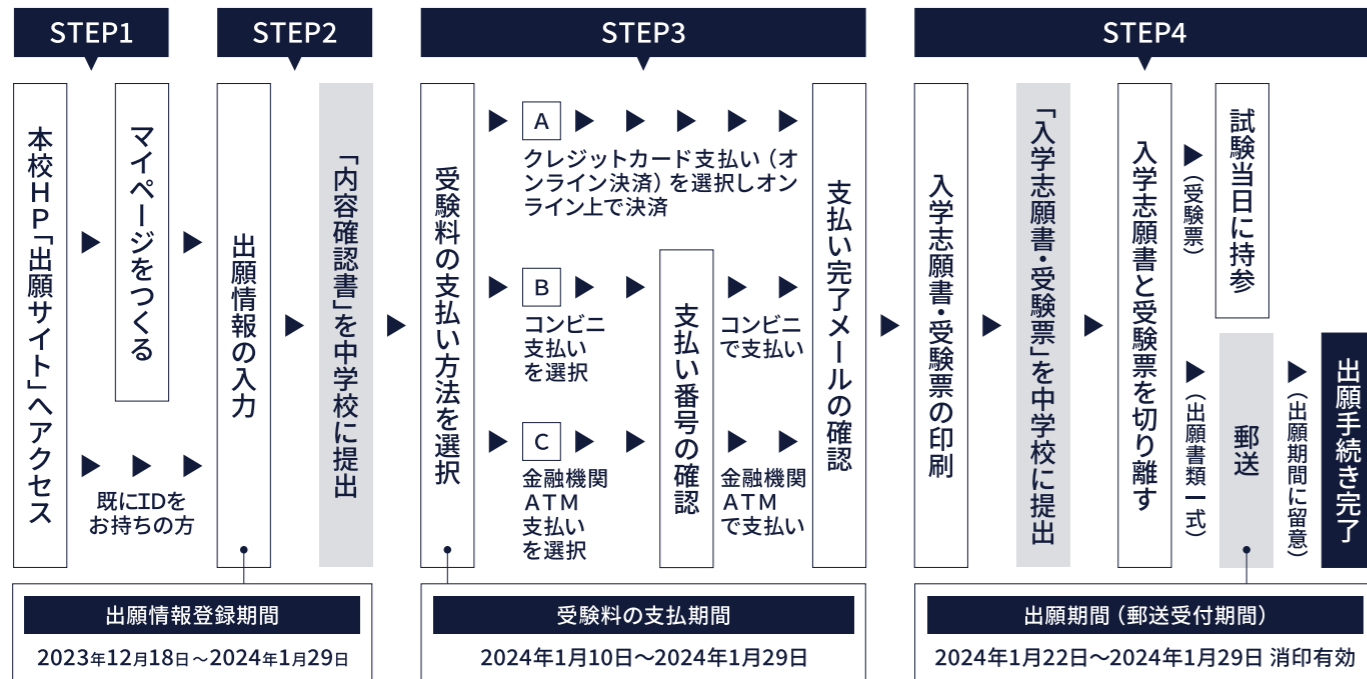 STEP1
本校HP「出願サイト」へアクセス
マイページをつくる
既にIDを
お持ちの方
STEP2
出願情報の入力
「内容確認書」を中学校に提出
出願情報登録期間
2023年12月18日～2024年1月29日
STEP3
受験料の支払い方法を選択
A
クレジットカード支払い（オ
ンライン決済）を選択しオン
ライン上で決済
B
コンビニ
支払い
を選択
C
金融機関
ATM
支払い
を選択
支払い番号の確認
コンビニ
で支払い
金融機関
ATM
で支払い
支払い完了メールの確認
受験料の支払期間
2024年1月10日～2024年1月29日
STEP4
入学志願書・受験票の印刷
「入学志願書・受験票」を中学校に提出
入学志願書と受験票を切り離す
（受験票）
試験当日に持参
（出願書類一式）
郵送
（出願期間に留意）
出願手続き完了
出願期間（郵送受付期間）
2024年1月22日～2024年1月29日 消印有効